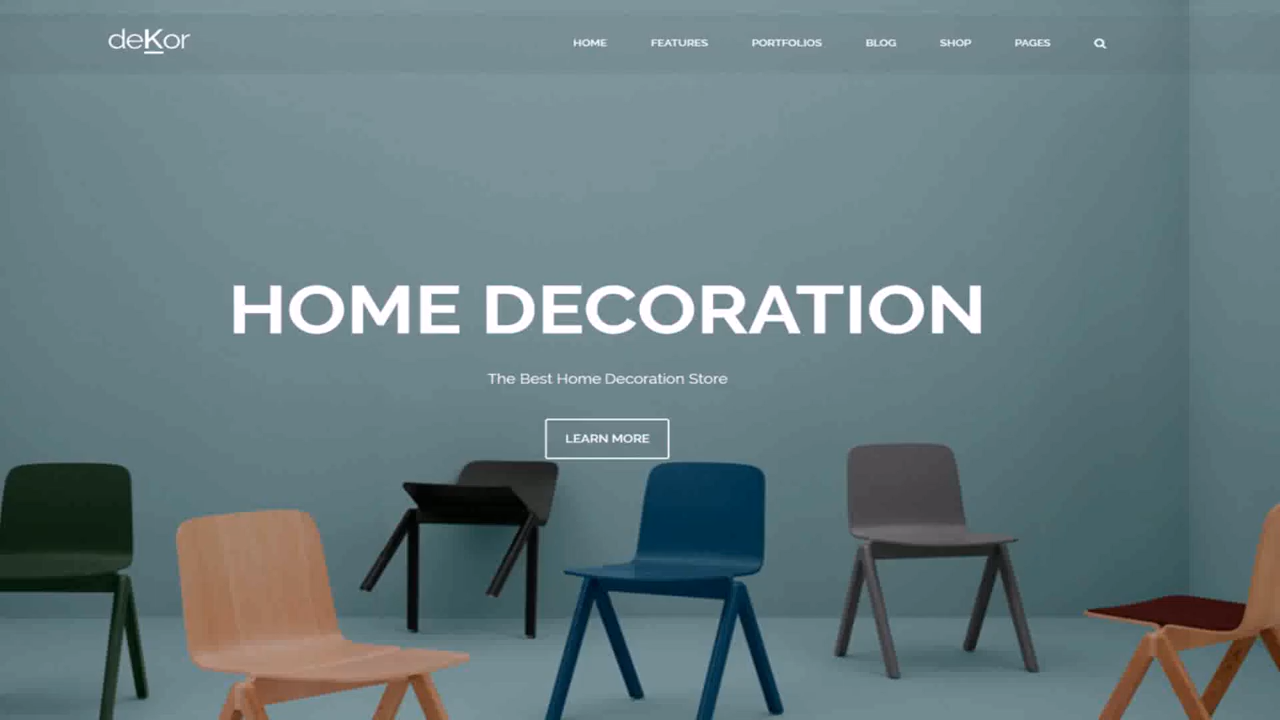 deKor
HOME FEATURES PORTFOLIOS BLOG SHOP PAGES
HOME DECORATION
The Best Home Decoration Store
LEARN MORE